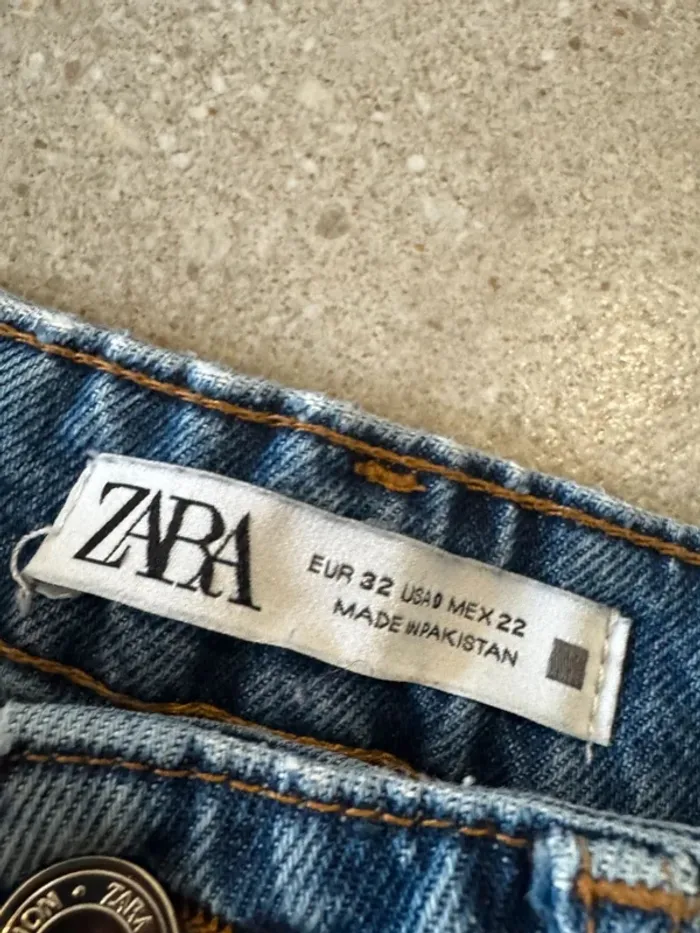 ZARA
EUR 32 USA 0 MEX 22
MADE IN PAKISTAN
ZARA